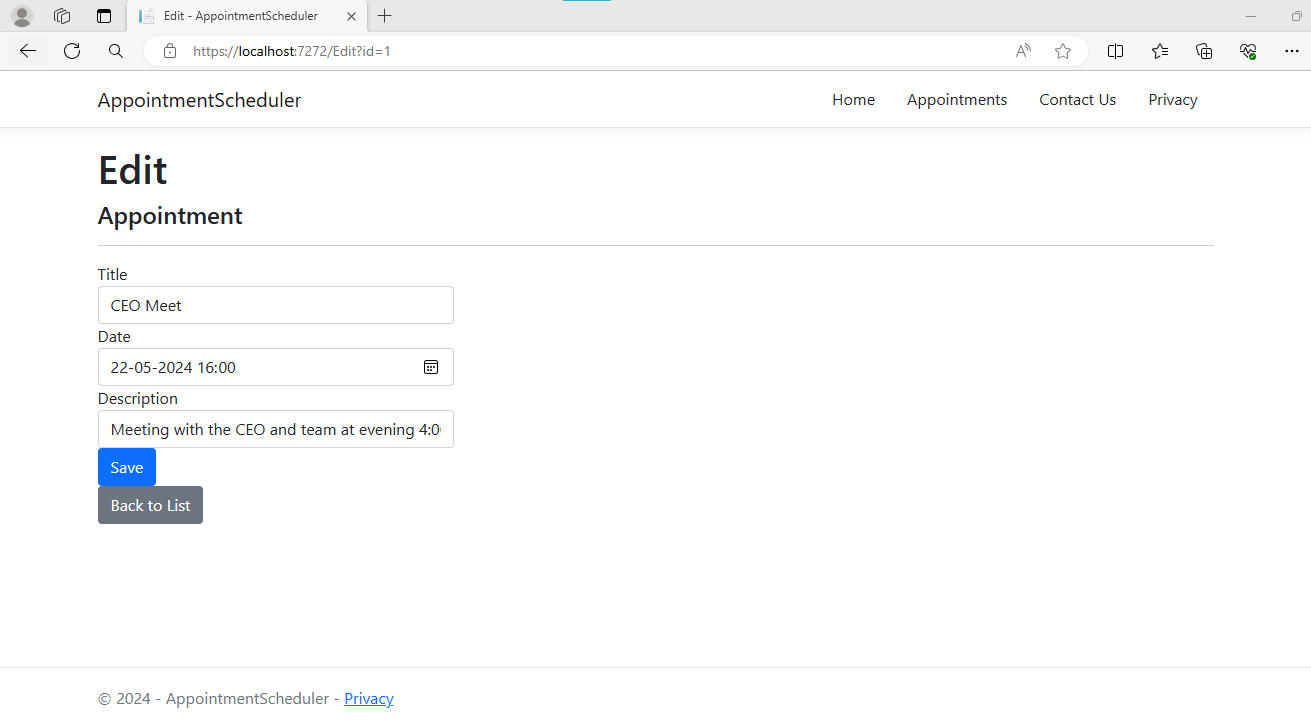 Edit - AppointmentScheduler
https://localhost:7272/Edit?id=1
AppointmentScheduler Home Appointments Contact Us Privacy
Edit
Appointment
Title
CEO Meet
Date
22-05-2024 16:00
Description
Meeting with the CEO and team at evening 4:0
Save
Back to List
© 2024 - AppointmentScheduler - Privacy